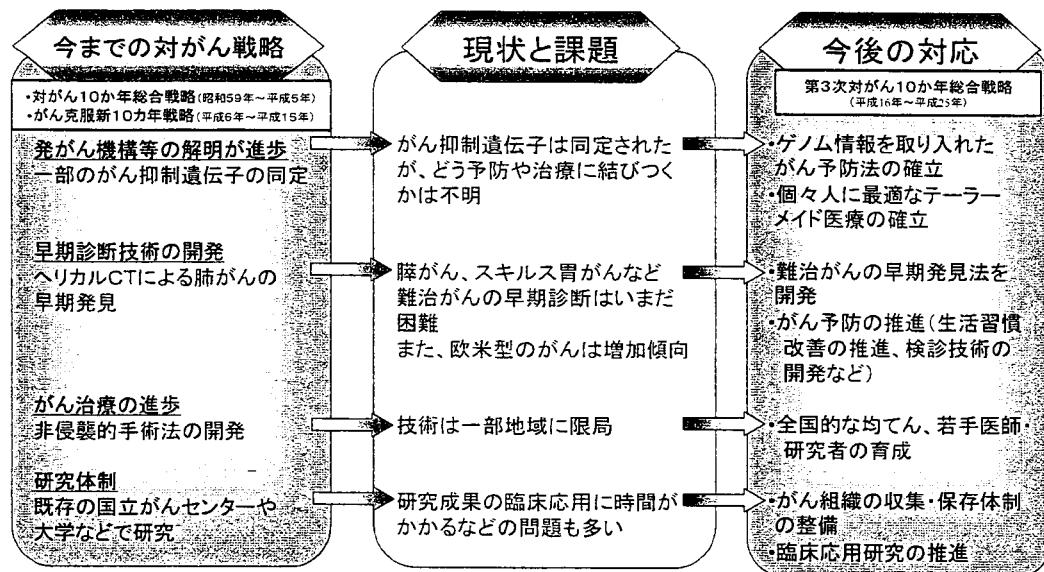 今までの対がん戦略
・対がん10か年総合戦略(昭和59年～平成5年)
・がん克服新10カ年戦略(平成6年～平成15年)
発がん機構等の解明が進歩
一部のがん抑制遺伝子の同定
早期診断技術の開発
ヘリカルCTによる肺がんの
早期発見
がん治療の進歩
非侵襲的手術法の開発
研究体制
既存の国立がんセンターや
大学などで研究
現状と課題
がん抑制遺伝子は同定された
が、どう予防や治療に結びつく
かは不明
膵がん、スキルス胃がんなど
難治がんの早期診断はいまだ
困難
また、欧米型のがんは増加傾向
技術は一部地域に限局
研究成果の臨床応用に時間が
かかるなどの問題も多い
今後の対応
第3次対がん10か年総合戦略
(平成16年～平成25年)
・ゲノム情報を取り入れた
がん予防法の確立
・個々人に最適なテーラー
メイド医療の確立
・難治がんの早期発見法を
開発
・がん予防の推進(生活習慣
改善の推進、検診技術の
開発など)
・全国的な均てん、若手医師・
研究者の育成
・がん組織の収集・保存体制
の整備
・臨床応用研究の推進